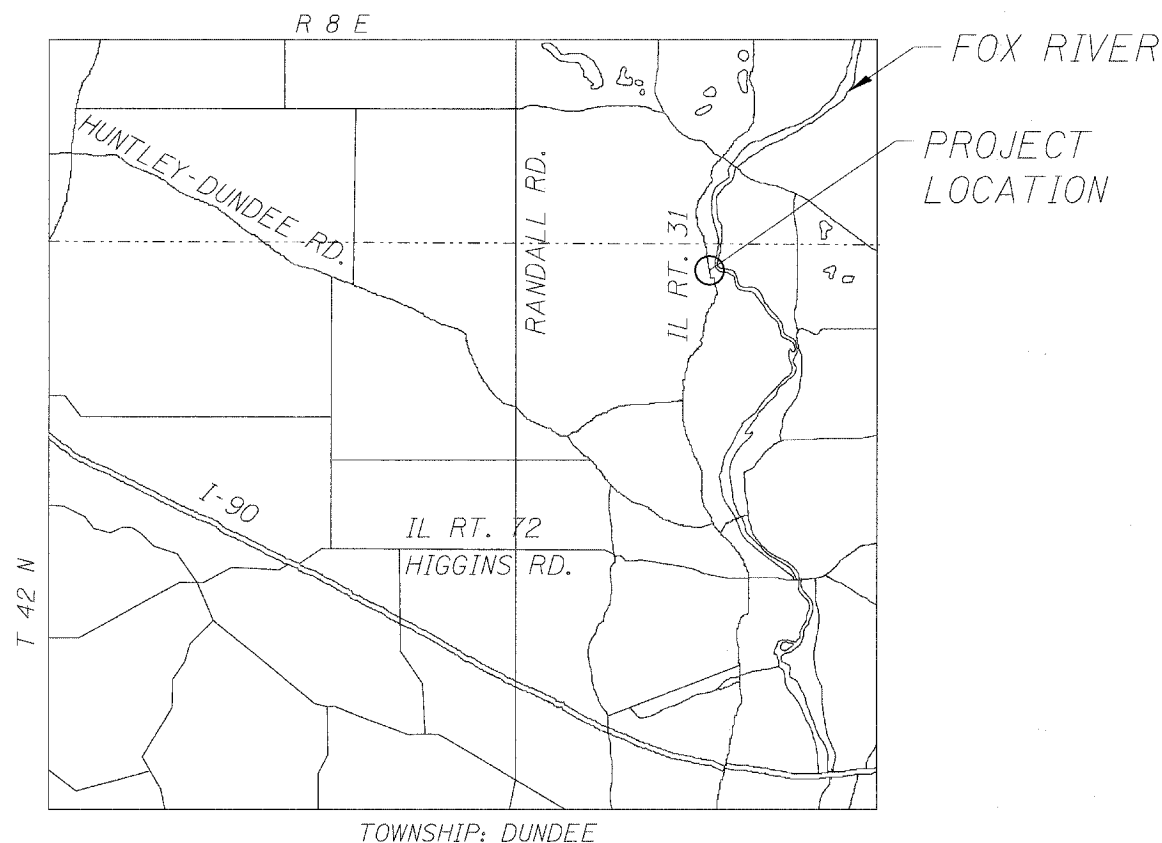 R 8 E
FOX RIVER
PROJECT
LOCATION
HUNTLEY-DUNDEE RD.
RANDALL RD.
IL RT. 31
I-90
IL RT. 72
HIGGINS RD.
T 42 N
TOWNSHIP: DUNDEE